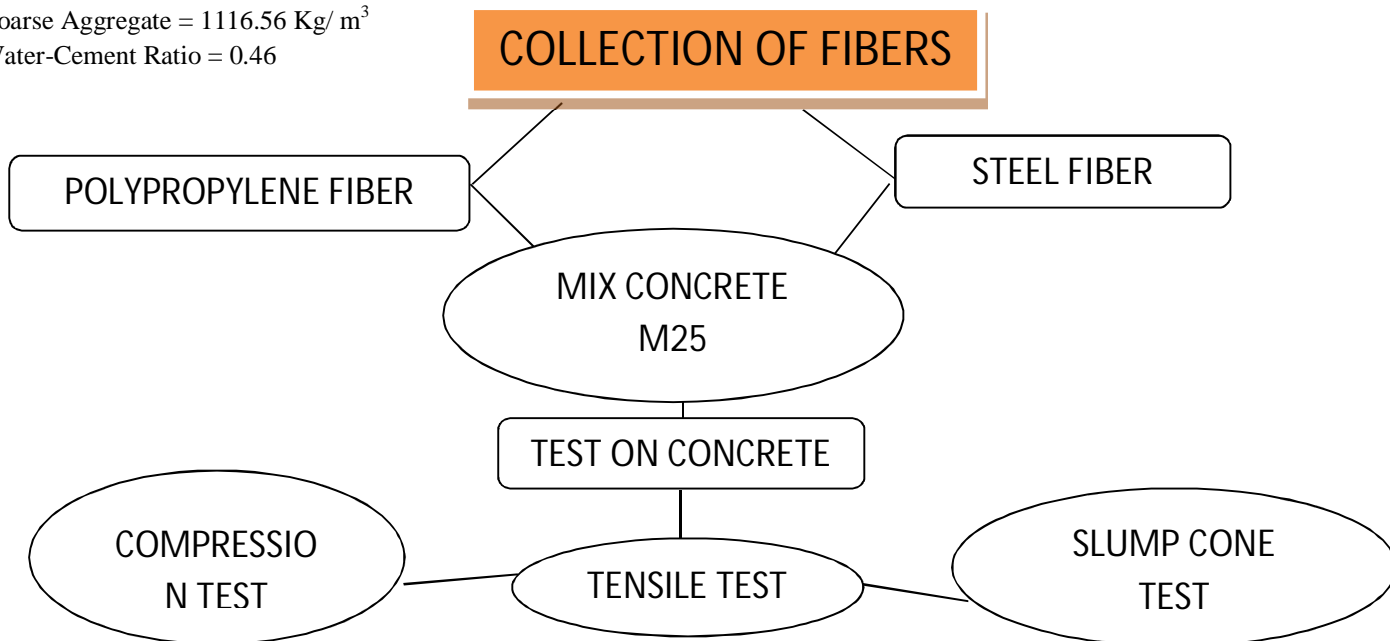 oarse Aggregate = 1116.56 Kg/ m³
Water-Cement Ratio = 0.46
COLLECTION OF FIBERS
POLYPROPYLENE FIBER
STEEL FIBER
MIX CONCRETE
M25
TEST ON CONCRETE
COMPRESSIO
N TEST
TENSILE TEST
SLUMP CONE
TEST